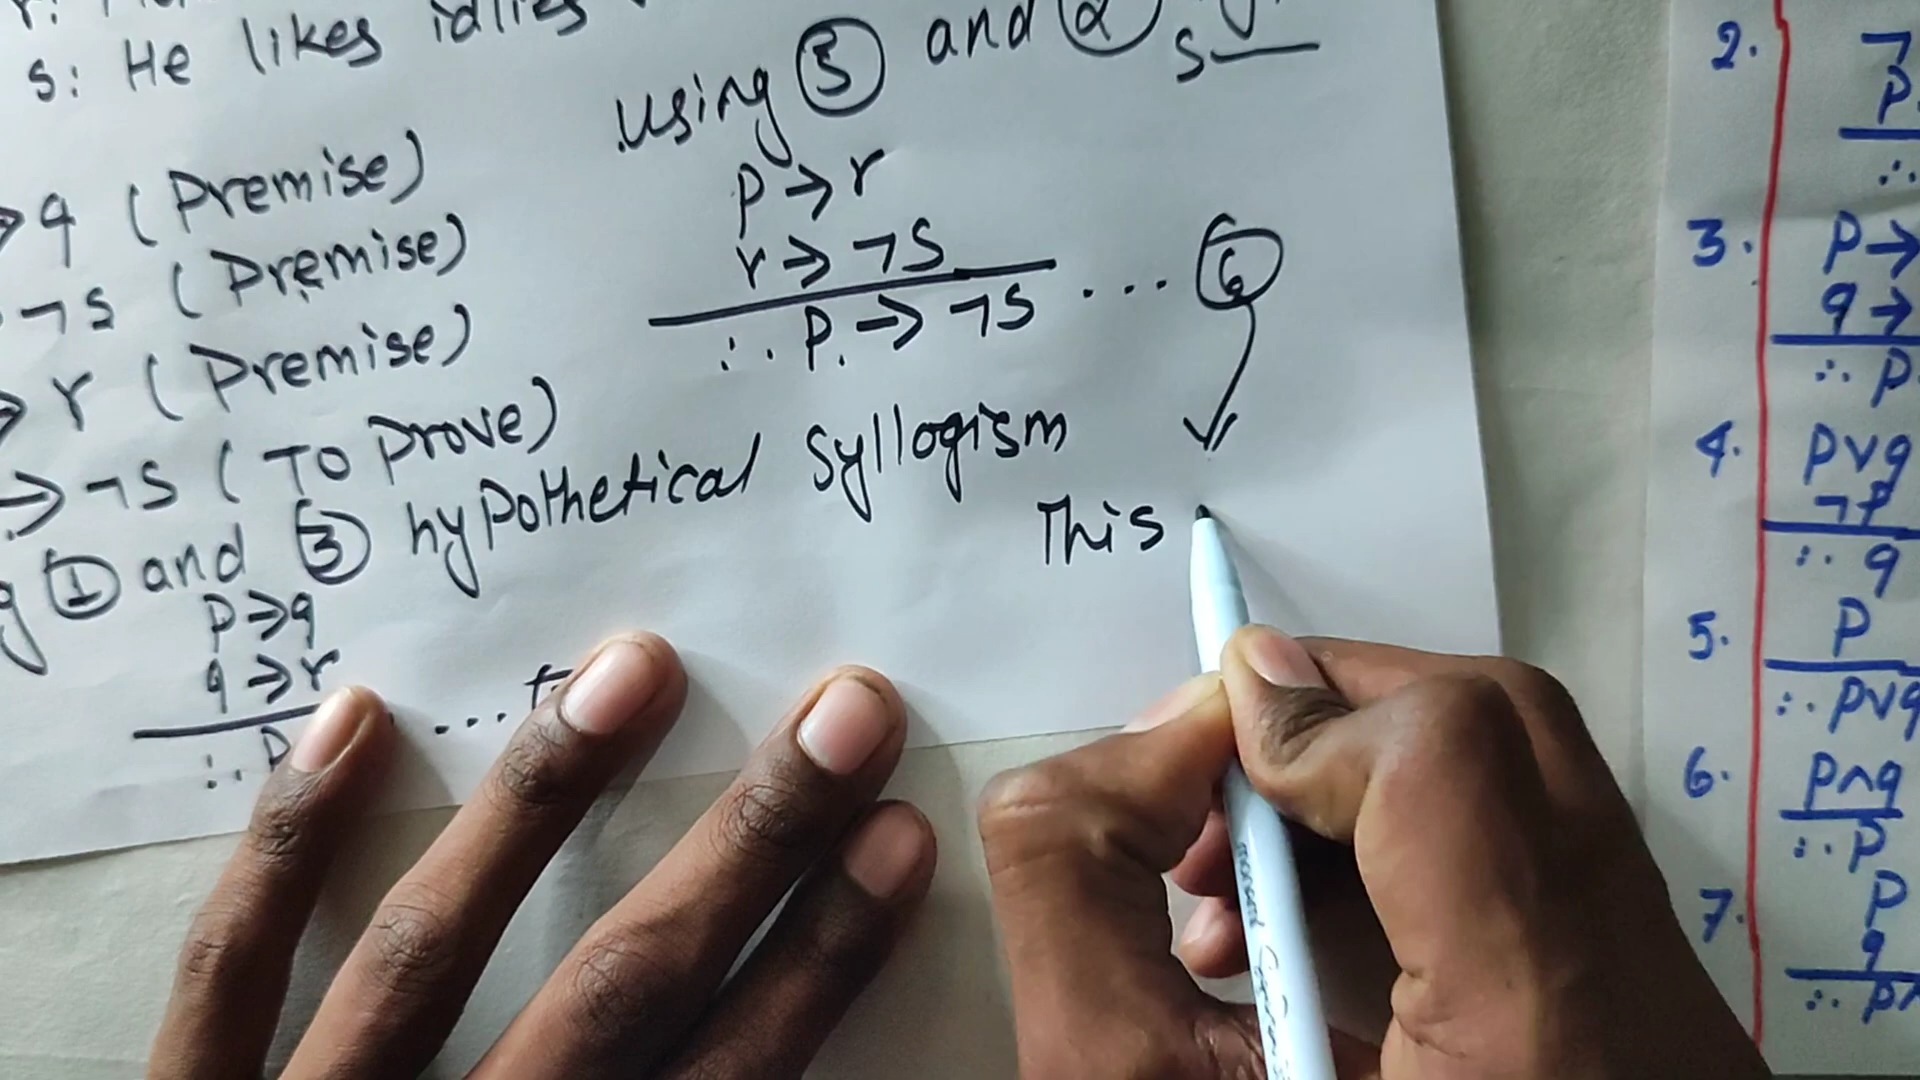 s: He likes idlies
→q (Premise)
¬s (Premise)
→r (Premise)
→¬s (To Prove)
① and ③ hypothetical syllogism
p→q
q→r
∴ p
...
using ⑤ and ②
s
p→r
r→¬s
∴ p→¬s ... ⑥
This
2. ¬
p
∴
3. p→
q→
∴ p
4. p∨q
¬p
∴ q
5. p
∴ p∨q
6. p∧q
∴ p
7. p
q
∴ p∧